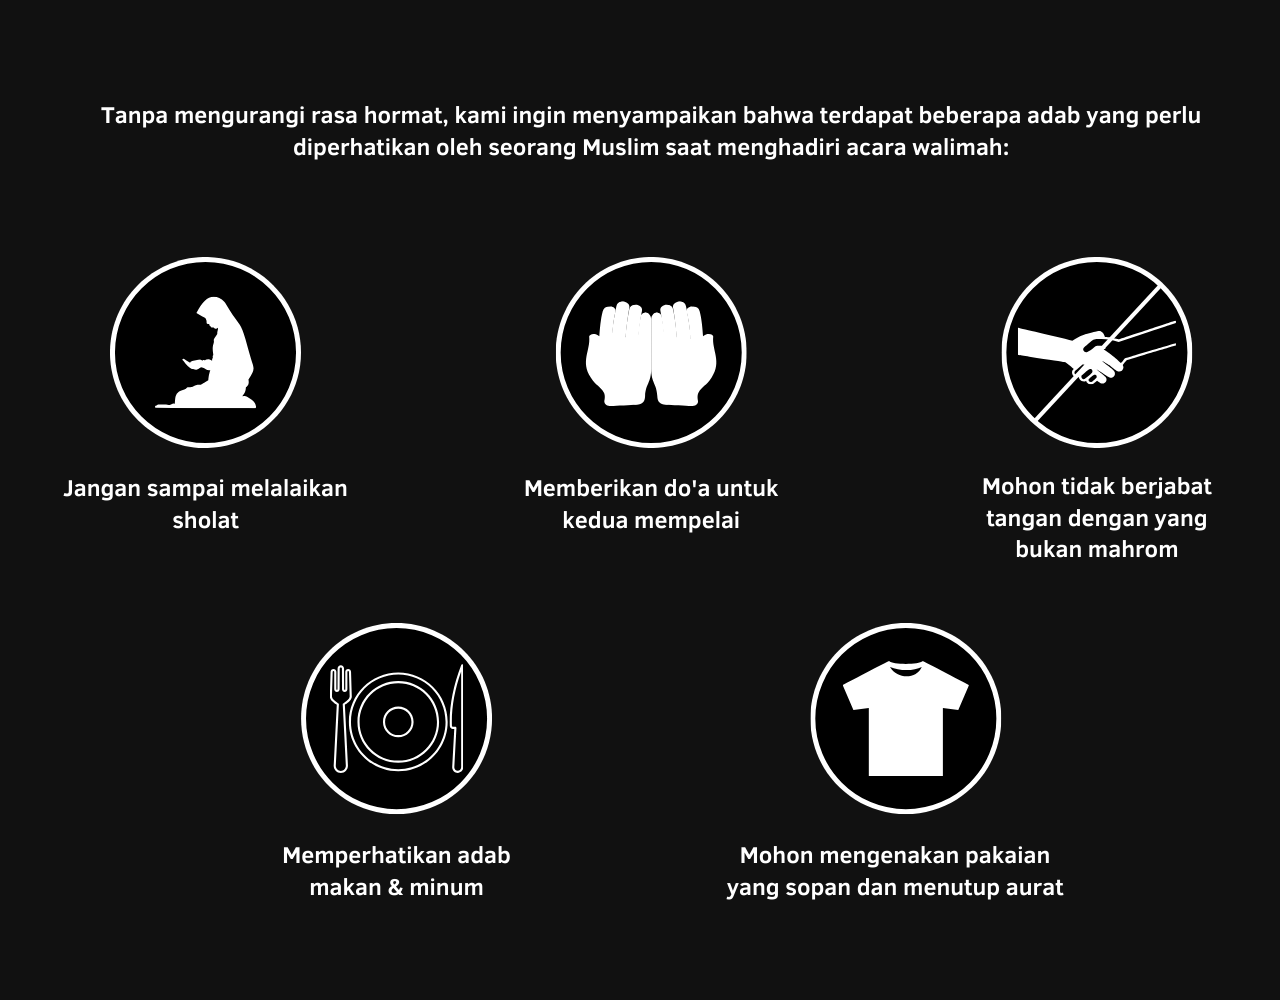 Tanpa mengurangi rasa hormat, kami ingin menyampaikan bahwa terdapat beberapa adab yang perlu
diperhatikan oleh seorang Muslim saat menghadiri acara walimah:
Jangan sampai melalaikan
sholat
Memberikan do'a untuk
kedua mempelai
Mohon tidak berjabat
tangan dengan yang
bukan mahrom
Memperhatikan adab
makan & minum
Mohon mengenakan pakaian
yang sopan dan menutup aurat